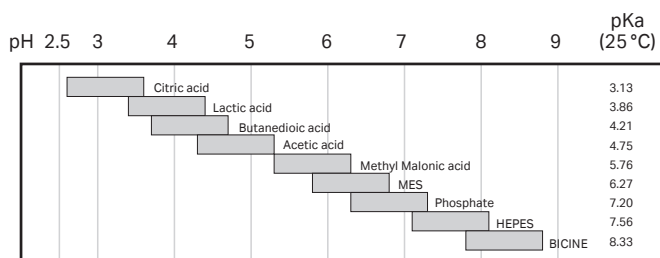 pKa
pH 2.5 3 4 5 6 7 8 9 (25 °C)
Citric acid 3.13
Lactic acid 3.86
Butanedioic acid 4.21
Acetic acid 4.75
Methyl Malonic acid 5.76
MES 6.27
Phosphate 7.20
HEPES 7.56
BICINE 8.33